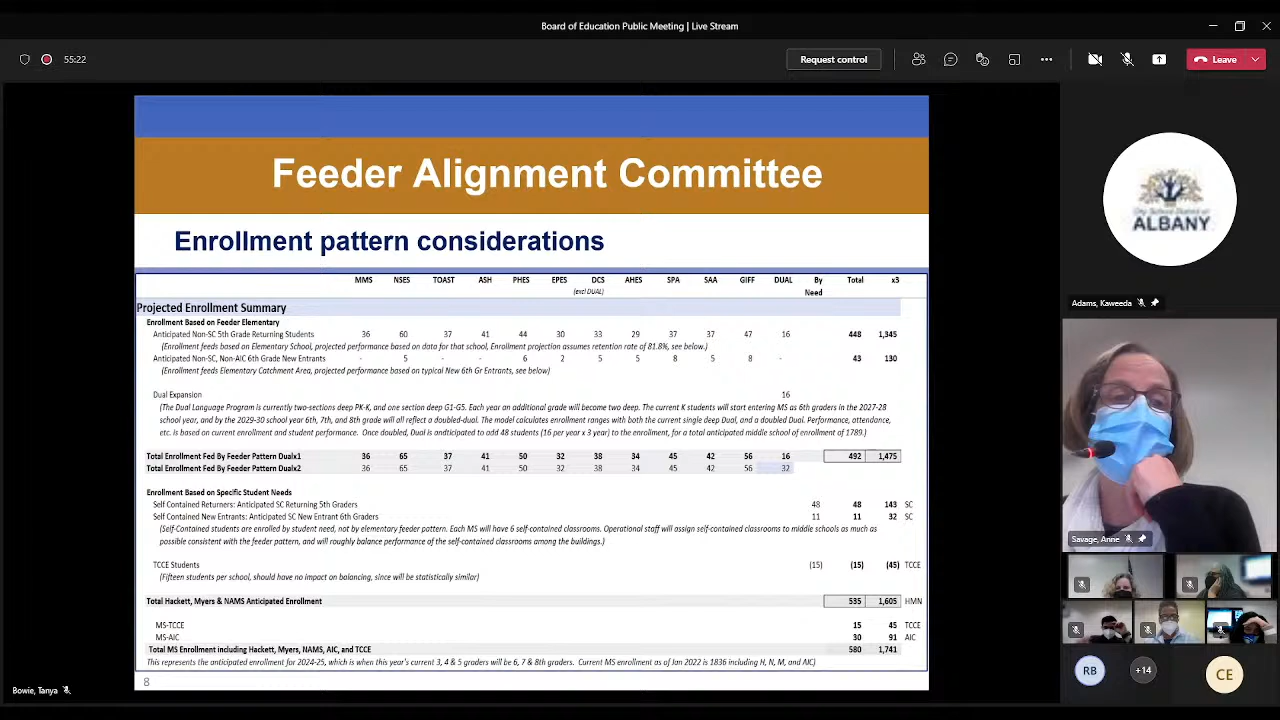 Board of Education Public Meeting | Live Stream
55:22
Request control
Leave
Feeder Alignment Committee
Enrollment pattern considerations
MMS NSES TOAST ASH PHES EPES DCS AHES SPA SAA GIFF DUAL By Total x3
(excl DUAL) Need
Projected Enrollment Summary
Enrollment Based on Feeder Elementary
Anticipated Non-SC 5th Grade Returning Students 36 60 37 41 44 30 33 29 37 37 47 16 448 1,345
(Enrollment feeds based on Elementary School, projected performance based on data for that school, Enrollment projection assumes retention rate of 81.8%, see below.)
Anticipated Non-SC, Non-AIC 6th Grade New Entrants - 5 - - 6 2 5 5 8 5 8 - 43 130
(Enrollment feeds Elementary Catchment Area, projected performance based on typical New 6th Gr Entrants, see below)
Dual Expansion 16
(The Dual Language Program is currently two-sections deep PK-K, and one section deep G1-G5. Each year an additional grade will become two deep. The current K students will start entering MS as 6th graders in the 2027-28
school year, and by the 2029-30 school year 6th, 7th, and 8th grade will all reflect a doubled-dual. The model calculates enrollment ranges with both the current single deep Dual, and a doubled Dual. Performance, attendance,
etc. is based on current enrollment and student performance. Once doubled, Dual is andticipated to add 48 students (16 per year x 3 year) to the enrollment, for a total anticipated middle school of enrollment of 1789.)
Total Enrollment Fed By Feeder Pattern Dualx1 36 65 37 41 50 32 38 34 45 42 56 16 492 1,475
Total Enrollment Fed By Feeder Pattern Dualx2 36 65 37 41 50 32 38 34 45 42 56 32
Enrollment Based on Specific Student Needs
Self Contained Returners: Anticipated SC Returning 5th Graders 48 48 143 SC
Self Contained New Entrants: Anticipated SC New Entrant 6th Graders 11 11 32 SC
(Self-Contained students are enrolled by student need, not by elementary feeder pattern. Each MS will have 6 self-contained classrooms. Operational staff will assign self-contained classrooms to middle schools as much as
possible consistent with the feeder pattern, and will roughly balance performance of the self-contained classrooms among the buildings.)
TCCE Students (15) (15) (45) TCCE
(Fifteen students per school, should have no impact on balancing, since will be statistically similar)
Total Hackett, Myers & NAMS Anticipated Enrollment 535 1,605 HMN
MS-TCCE 15 45 TCCE
MS-AIC 30 91 AIC
Total MS Enrollment including Hackett, Myers, NAMS, AIC, and TCCE 580 1,741
This represents the anticipated enrollment for 2024-25, which is when this year's current 3, 4 & 5 graders will be 6, 7 & 8th graders. Current MS enrollment as of Jan 2022 is 1836 including H, N, M, and AIC)
8
City School District of
ALBANY
Adams, Kaweeda
Savage, Anne
RB
+14
CE
Bowie, Tanya